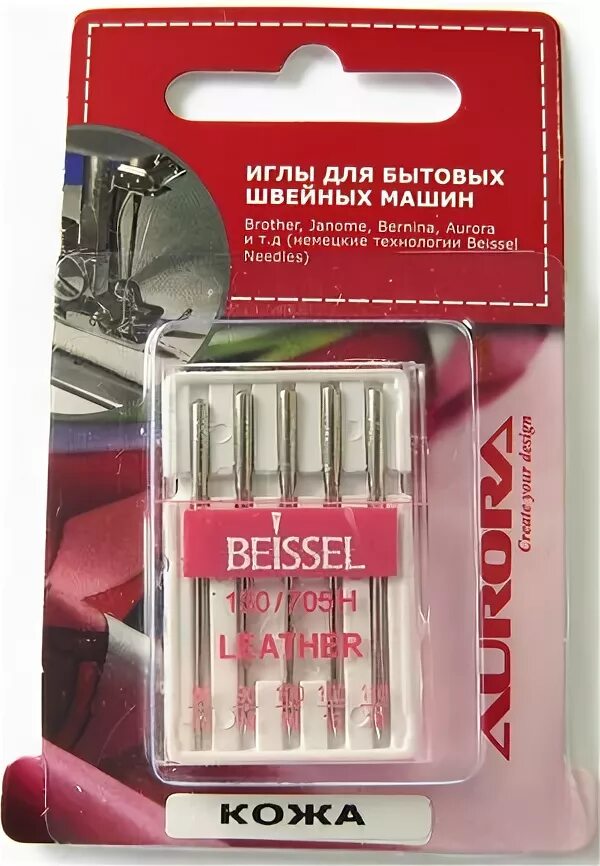 ИГЛЫ ДЛЯ БЫТОВЫХ
ШВЕЙНЫХ МАШИН
Brother, Janome, Bernina, Aurora
и т.д (немецкие технологии Beissel
Needles)
BEISSEL
130/705H
LEATHER
AURORA
Create your design
КОЖА